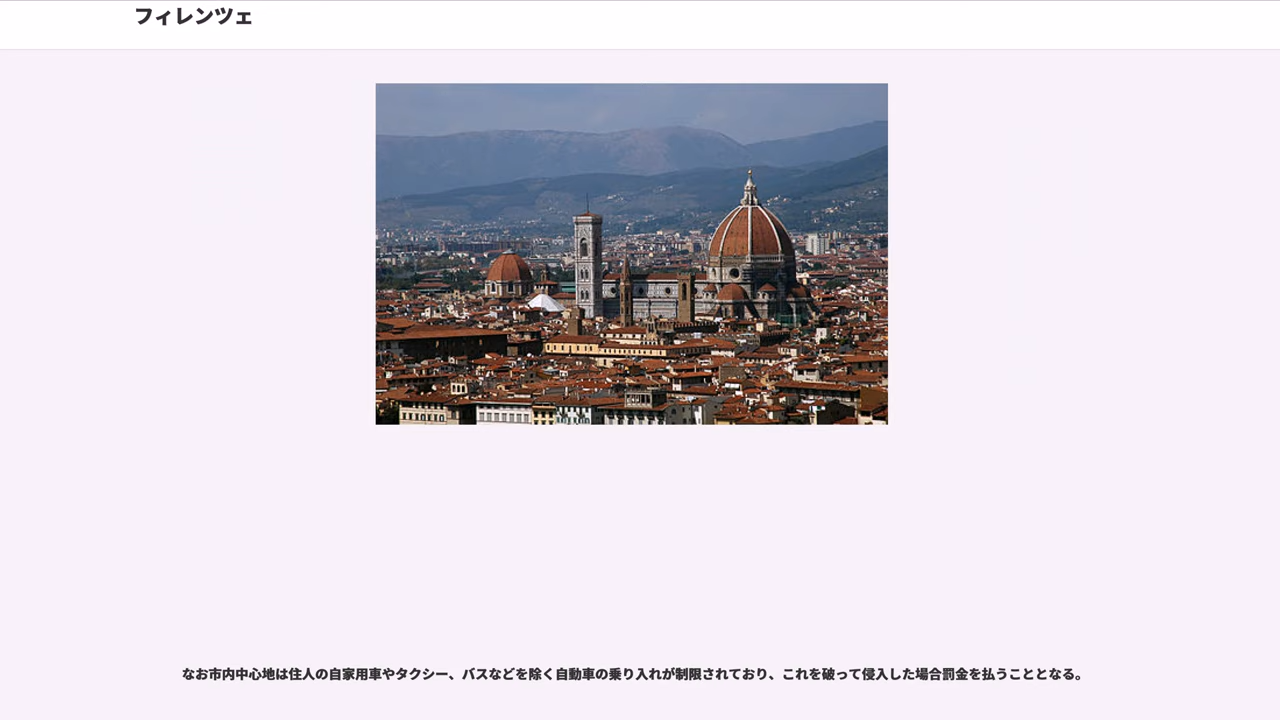 フィレンツェ
なお市内中心地は住人の自家用車やタクシー、バスなどを除く自動車の乗り入れが制限されており、これを破って侵入した場合罰金を払うこととなる。